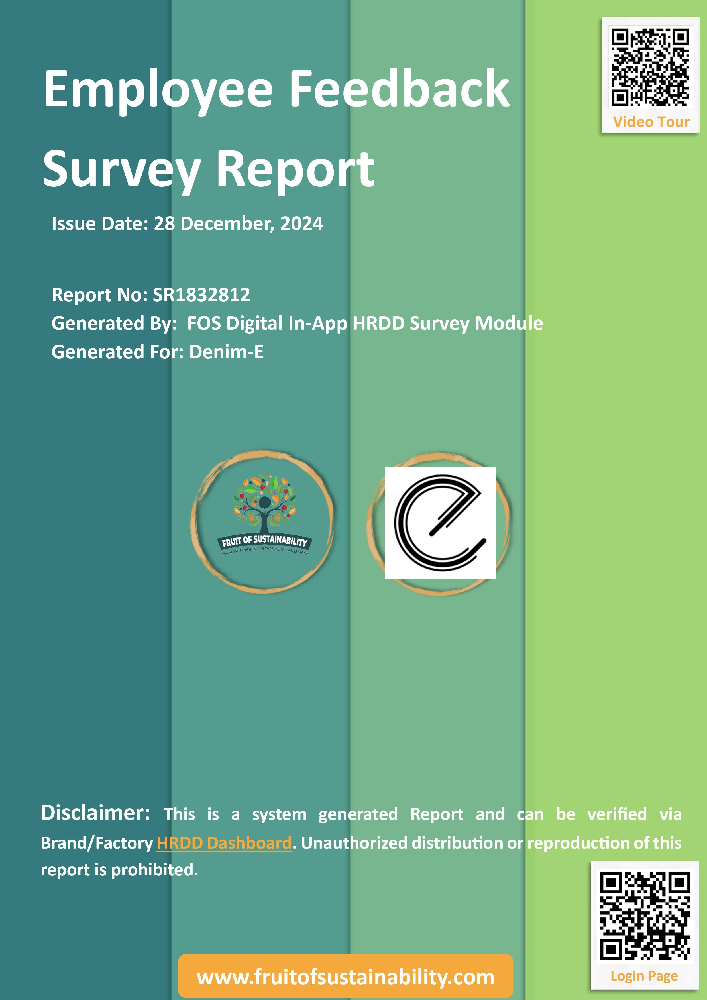 Employee Feedback
Survey Report
Video Tour
Issue Date: 28 December, 2024
Report No: SR1832812
Generated By:  FOS Digital In-App HRDD Survey Module
Generated For: Denim-E
FRUIT OF SUSTAINABILITY
YOUR PARTNER IN GRIEVANCE MANAGEMENT
Disclaimer: This is a system generated Report and can be verified via
Brand/Factory HRDD Dashboard. Unauthorized distribution or reproduction of this
report is prohibited.
Login Page
www.fruitofsustainability.com